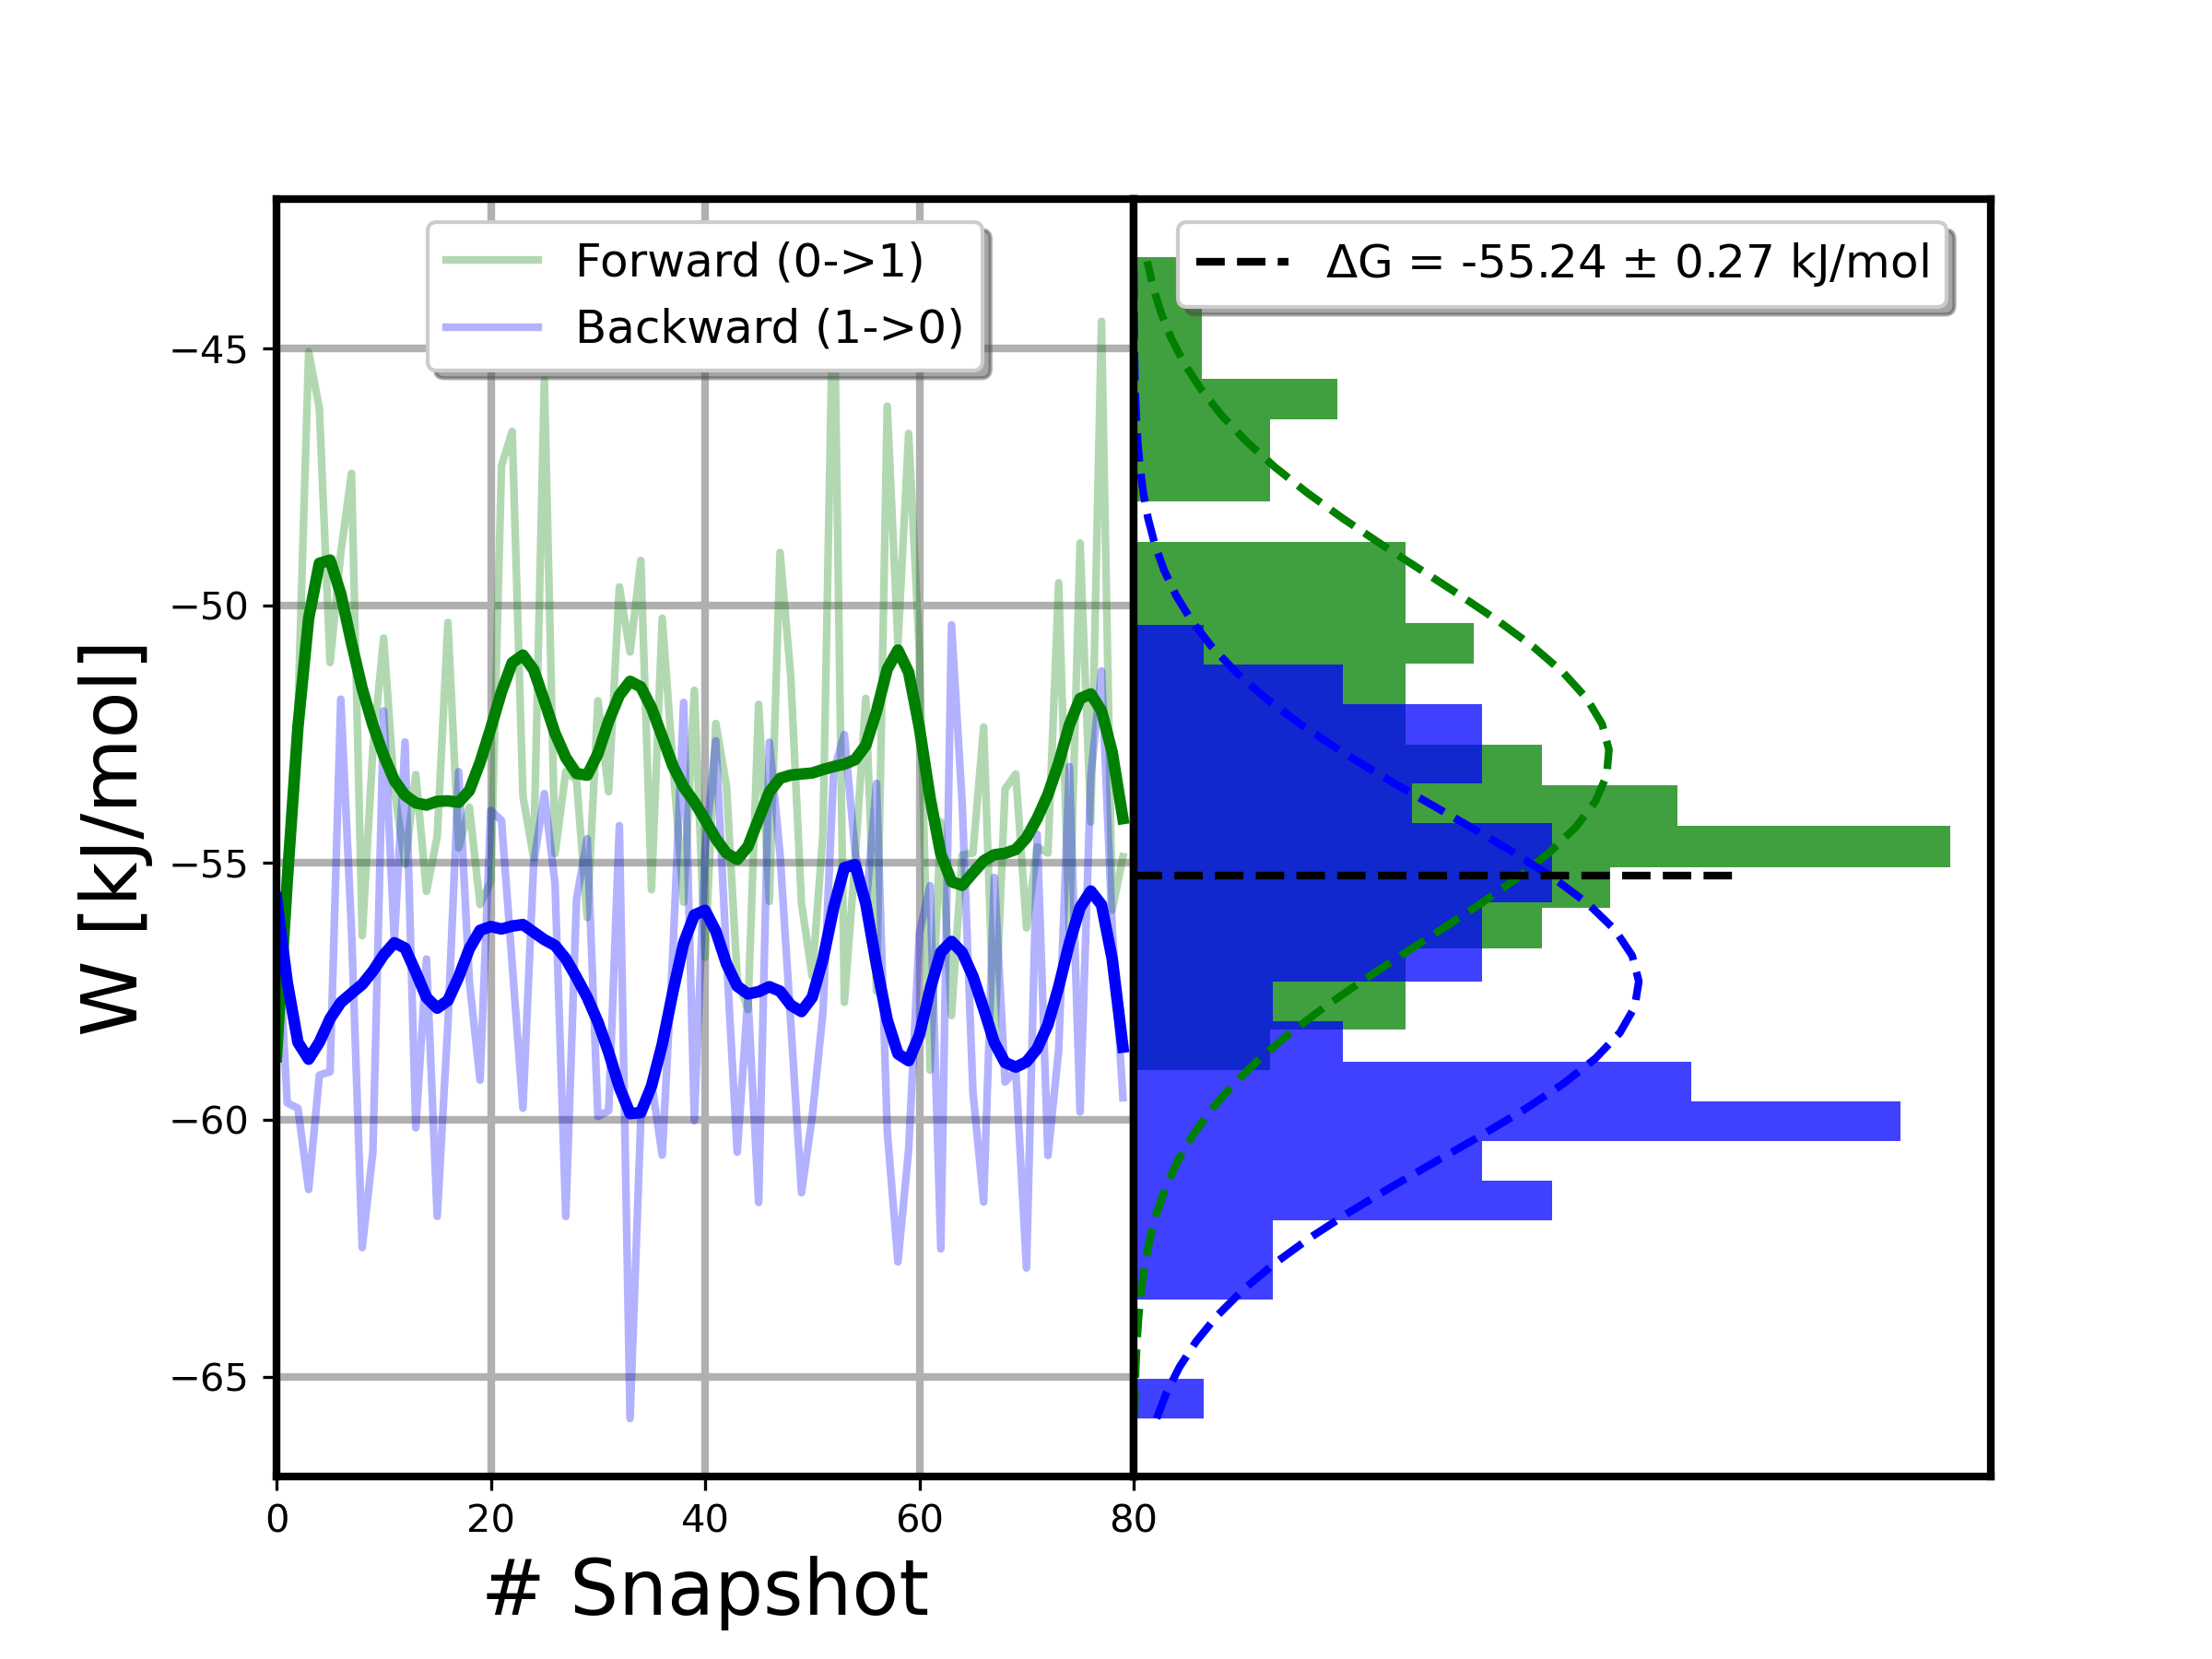 Forward (0->1)
Backward (1->0)
ΔG = -55.24 ± 0.27 kJ/mol
W [kJ/mol]
−45
−50
−55
−60
−65
0
20
40
60
80
# Snapshot